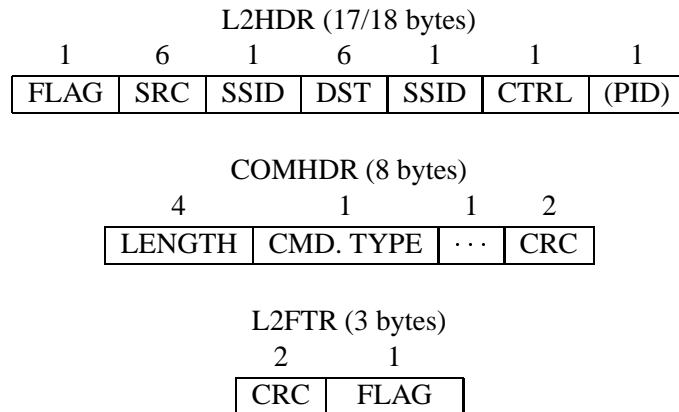 L2HDR (17/18 bytes)
1 6 1 6 1 1 1
FLAG SRC SSID DST SSID CTRL (PID)
COMHDR (8 bytes)
4 1 1 2
LENGTH CMD. TYPE ··· CRC
L2FTR (3 bytes)
2 1
CRC FLAG